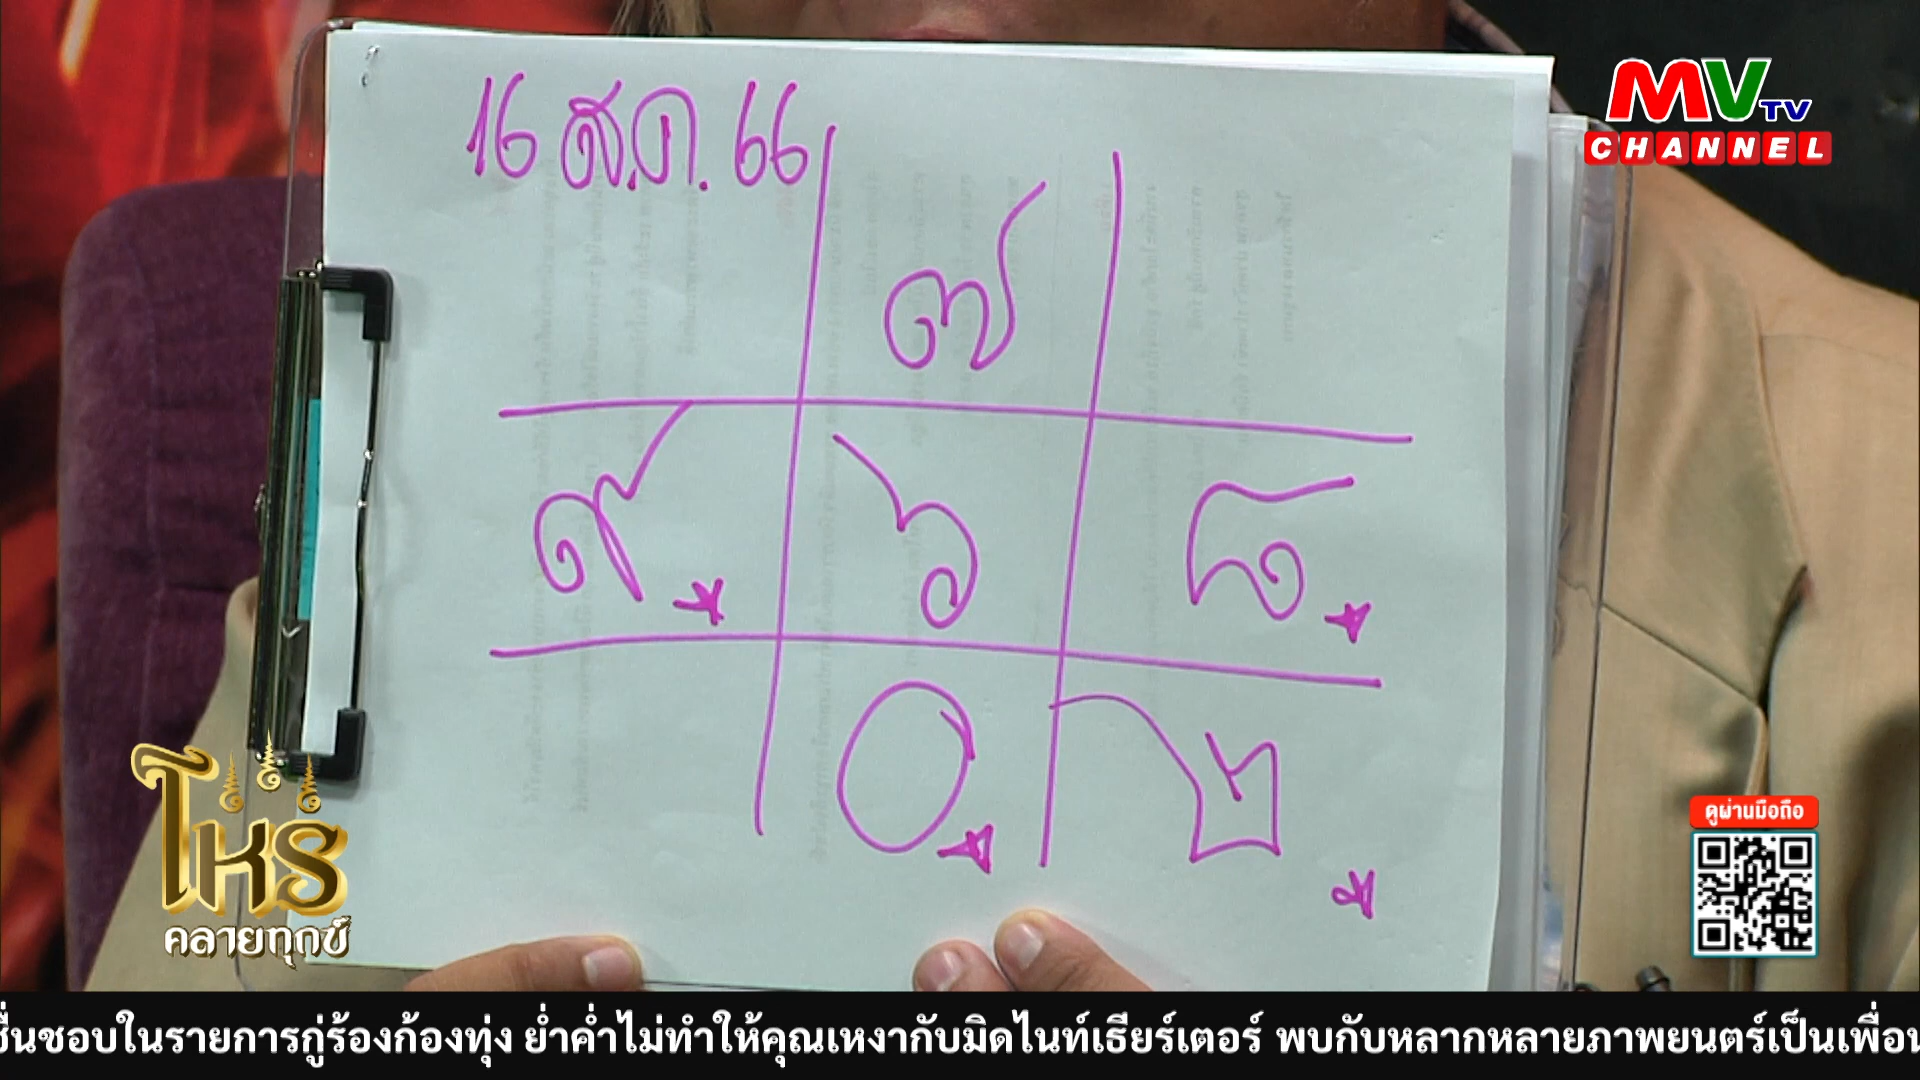 16 ส.ค. 66
MVTV
CHANNEL
๗
๙ ๖ ๘
๐ ๒
โหร
คลายทุกข์
ดูผ่านมือถือ
ชื่นชอบในรายการกู่ร้องก้องทุ่ง ย่ำค่ำไม่ทำให้คุณเหงากับมิดไนท์เธียร์เตอร์ พบกับหลากหลายภาพยนตร์เป็นเพื่อน